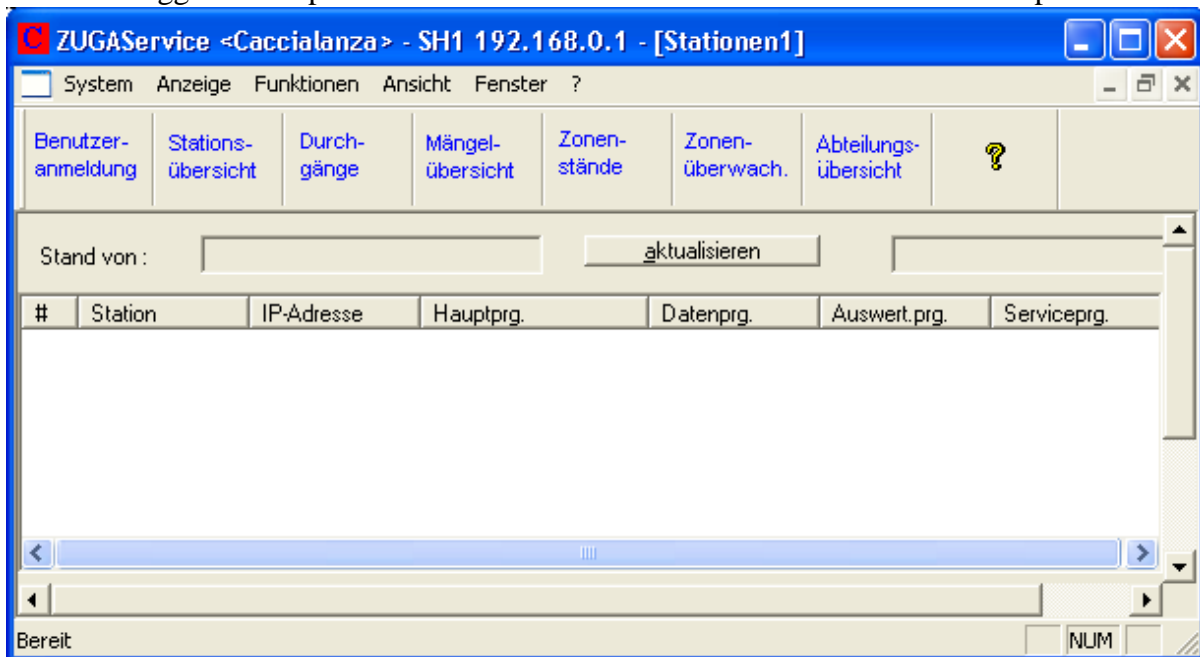 C ZUGAService <Caccialanza> - SH1 192.168.0.1 - [Stationen1]
System Anzeige Funktionen Ansicht Fenster ?
Benutzer-
anmeldung
Stations-
übersicht
Durch-
gänge
Mängel-
übersicht
Zonen-
stände
Zonen-
überwach.
Abteilungs-
übersicht
?
Stand von :
aktualisieren
# Station IP-Adresse Hauptprg. Datenprg. Auswert.prg. Serviceprg.
Bereit
NUM